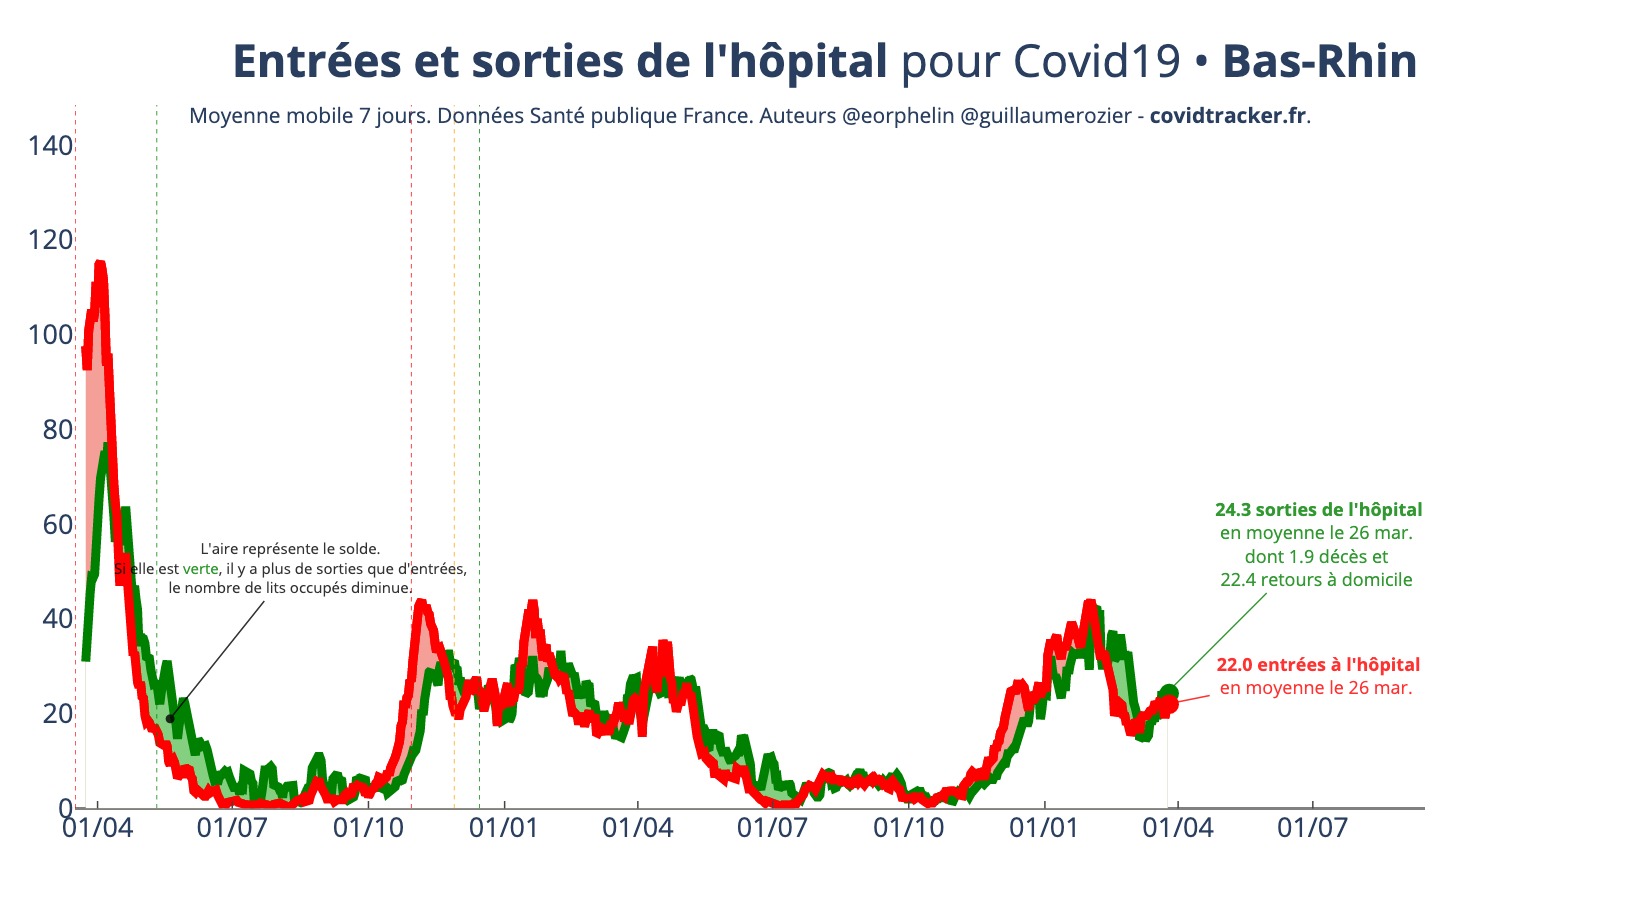 Entrées et sorties de l'hôpital pour Covid19 • Bas-Rhin
Moyenne mobile 7 jours. Données Santé publique France. Auteurs @eorphelin @guillaumerozier - covidtracker.fr.
140
120
100
80
60
40
20
0
L'aire représente le solde.
Si elle est verte, il y a plus de sorties que d'entrées,
le nombre de lits occupés diminue.
24.3 sorties de l'hôpital
en moyenne le 26 mar.
dont 1.9 décès et
22.4 retours à domicile
22.0 entrées à l'hôpital
en moyenne le 26 mar.
01/04 01/07 01/10 01/01 01/04 01/07 01/10 01/01 01/04 01/07